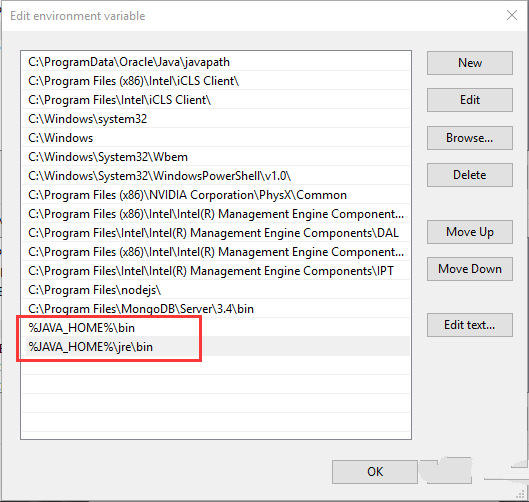 Edit environment variable
C:\ProgramData\Oracle\Java\javapath
C:\Program Files (x86)\Intel\iCLS Client\
C:\Program Files\Intel\iCLS Client\
C:\Windows\system32
C:\Windows
C:\Windows\System32\Wbem
C:\Windows\System32\WindowsPowerShell\v1.0\
C:\Program Files (x86)\NVIDIA Corporation\PhysX\Common
C:\Program Files (x86)\Intel\Intel(R) Management Engine Component...
C:\Program Files\Intel\Intel(R) Management Engine Components\DAL
C:\Program Files (x86)\Intel\Intel(R) Management Engine Component...
C:\Program Files\Intel\Intel(R) Management Engine Components\IPT
C:\Program Files\nodejs\
C:\Program Files\MongoDB\Server\3.4\bin
%JAVA_HOME%\bin
%JAVA_HOME%\jre\bin
New
Edit
Browse...
Delete
Move Up
Move Down
Edit text...
OK